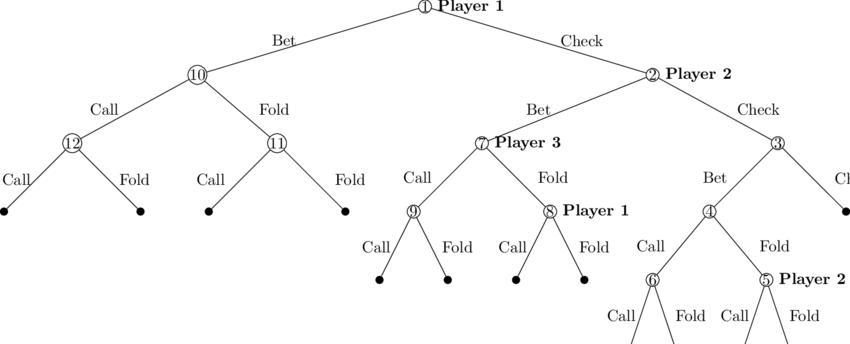 1 Player 1
Bet Check
10 2 Player 2
Call Fold Bet Check
12 11 7 Player 3 3
Call Fold Call Fold Call Fold Bet
9 8 Player 1 4
Call Fold Call Fold Call Fold
6 5 Player 2
Call Fold Call Fold